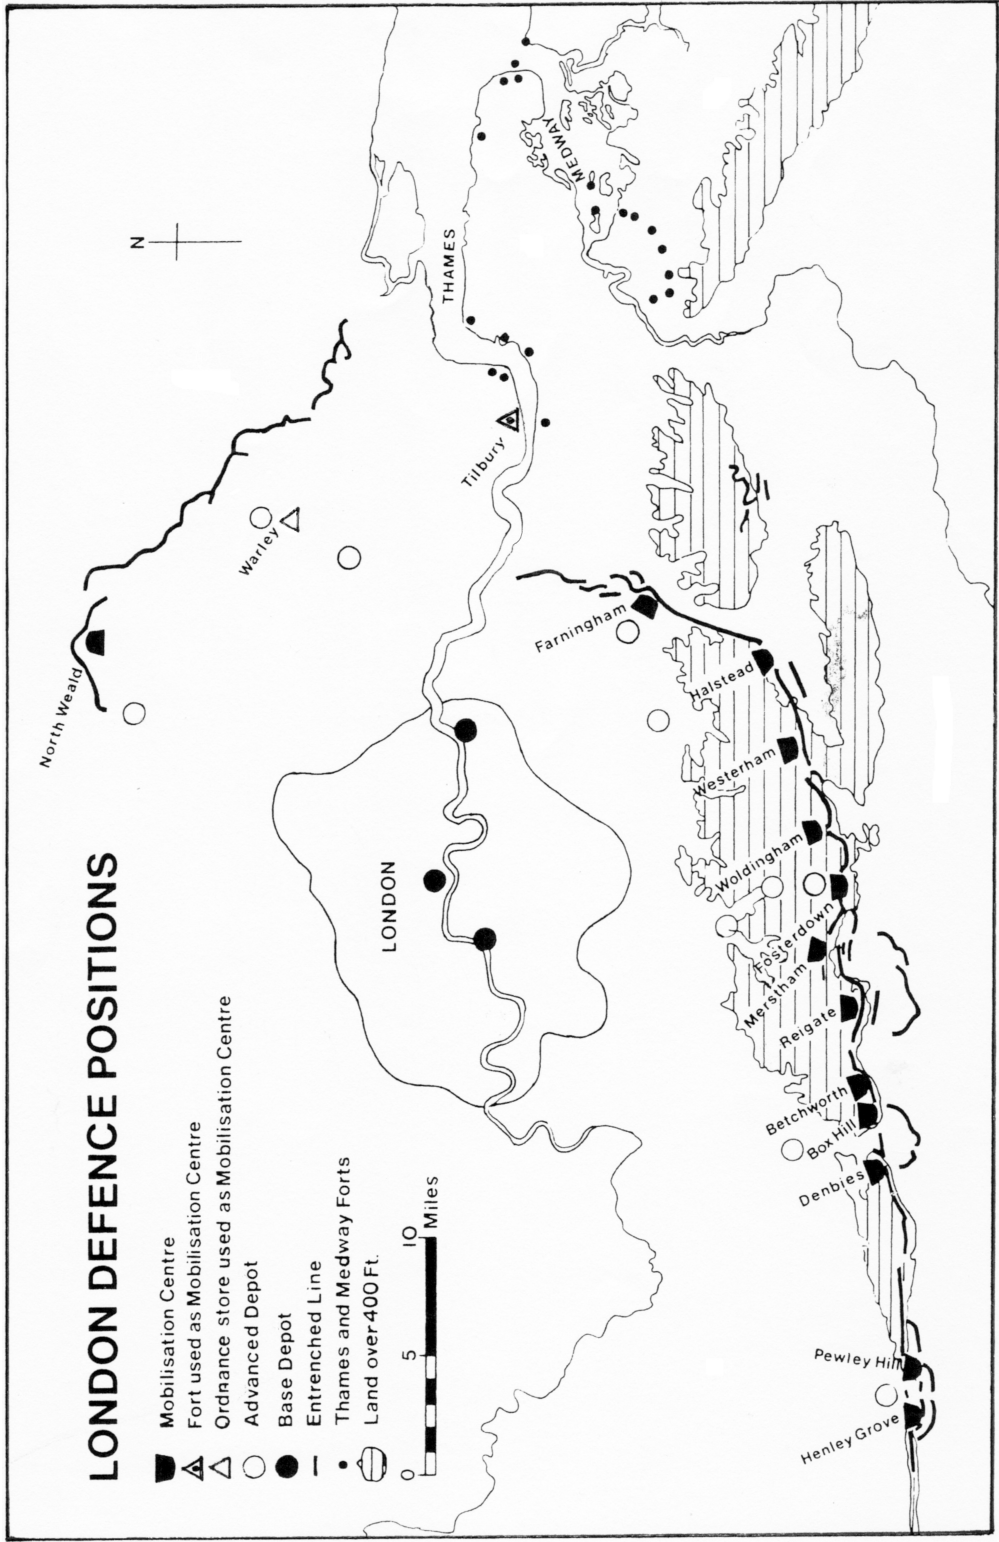 LONDON DEFENCE POSITIONS
Mobilisation Centre
Fort used as Mobilisation Centre
Ordnance store used as Mobilisation Centre
Advanced Depot
Base Depot
Entrenched Line
Thames and Medway Forts
Land over 400 Ft.
0 5 10
Miles
N
North Weald
Warley
Tilbury
THAMES
MEDWAY
LONDON
Farningham
Halstead
Westerham
Woldingham
Fosterdown
Merstham
Reigate
Betchworth
Box Hill
Denbies
Pewley Hill
Henley Grove